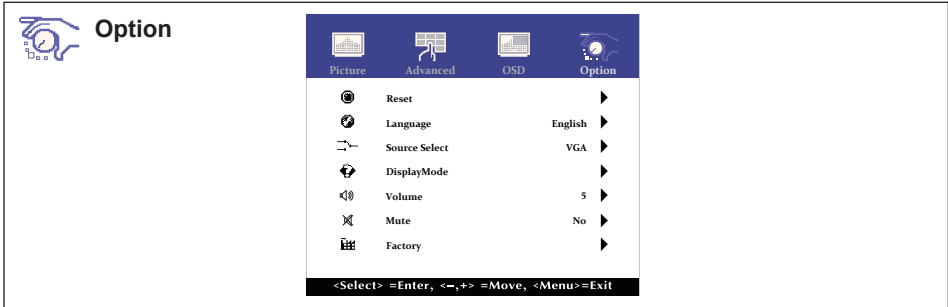 Option
Picture Advanced OSD Option
Reset
Language English
Source Select VGA
DisplayMode
Volume 5
Mute No
Factory
<Select> =Enter, <–,+> =Move, <Menu>=Exit